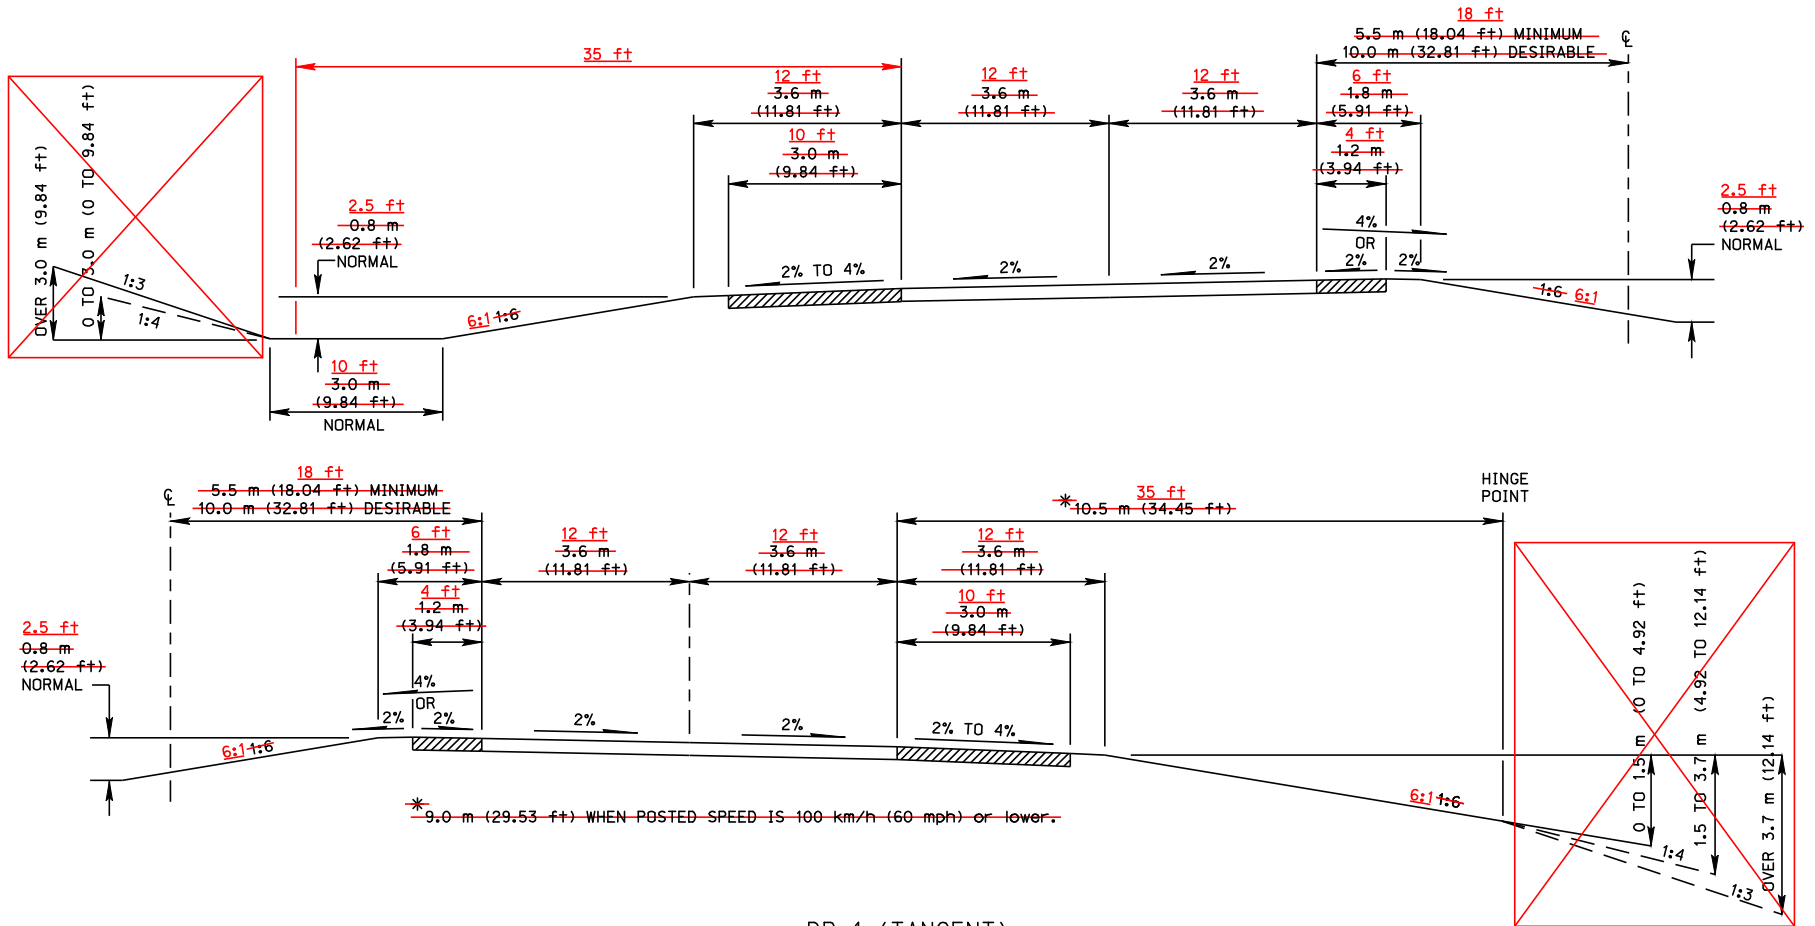 18 ft
5.5 m (18.04 ft) MINIMUM
10.0 m (32.81 ft) DESIRABLE
℄
35 ft
12 ft
3.6 m
(11.81 ft)
12 ft
3.6 m
(11.81 ft)
12 ft
3.6 m
(11.81 ft)
6 ft
1.8 m
(5.91 ft)
10 ft
3.0 m
(9.84 ft)
4 ft
1.2 m
(3.94 ft)
OVER 3.0 m (9.84 ft)
0 TO 3.0 m (0 TO 9.84 ft)
1:3
1:4
2.5 ft
0.8 m
(2.62 ft)
NORMAL
2% TO 4%
2%
2%
4%
OR
2%
2%
2.5 ft
0.8 m
(2.62 ft)
NORMAL
6:1 1:6
1:6 6:1
10 ft
3.0 m
(9.84 ft)
NORMAL
℄
18 ft
5.5 m (18.04 ft) MINIMUM
10.0 m (32.81 ft) DESIRABLE
* 35 ft
10.5 m (34.45 ft)
HINGE
POINT
6 ft
1.8 m
(5.91 ft)
12 ft
3.6 m
(11.81 ft)
12 ft
3.6 m
(11.81 ft)
12 ft
3.6 m
(11.81 ft)
4 ft
1.2 m
(3.94 ft)
10 ft
3.0 m
(9.84 ft)
2.5 ft
0.8 m
(2.62 ft)
NORMAL
4%
OR
2%
2%
2%
2%
2% TO 4%
6:1 1:6
6:1 1:6
0 TO 1.5 m (0 TO 4.92 ft)
1.5 TO 3.7 m (4.92 TO 12.14 ft)
OVER 3.7 m (12.14 ft)
1:4
1:3
*
9.0 m (29.53 ft) WHEN POSTED SPEED IS 100 km/h (60 mph) or lower.
(TANGENT)